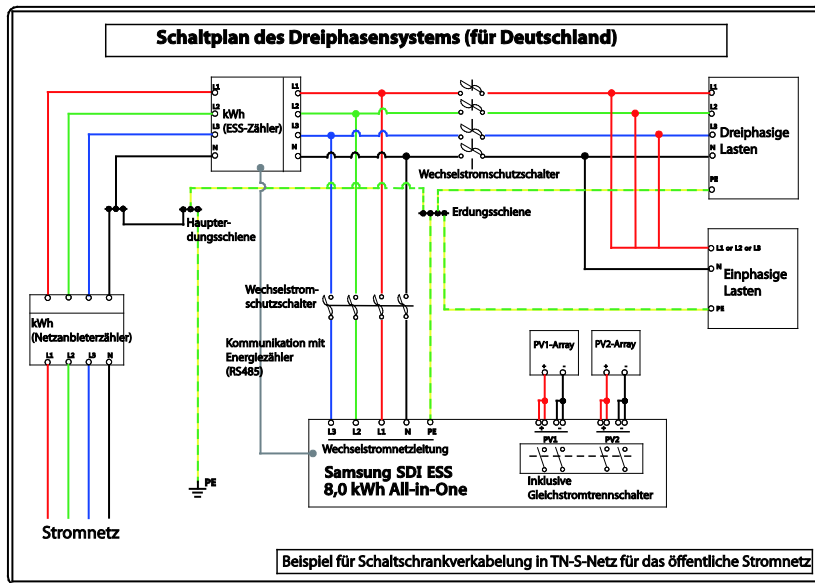 Schaltplan des Dreiphasensystems (für Deutschland)
L1
L2
L3
N
kWh
(ESS-Zähler)
L1
L2
L3
N
Wechselstromschutzschalter
L1
L2
L3
N
PE
Dreiphasige
Lasten
Haupter-
dungsschiene
Erdungsschiene
L1 or L2 or L3
N
PE
Einphasige
Lasten
kWh
(Netzanbieterzähler)
L1
L2
L3
N
Wechselstrom-
schutzschalter
Kommunikation mit
Energiezähler
(RS485)
PV1-Array
+
-
PV2-Array
+
-
L3
L2
L1
N
PE
Wechselstromnetzleitung
+
-
PV1
+
-
PV2
Samsung SDI ESS
8,0 kWh All-in-One
Inklusive
Gleichstromtrennschalter
PE
Stromnetz
Beispiel für Schaltschrankverkabelung in TN-S-Netz für das öffentliche Stromnetz